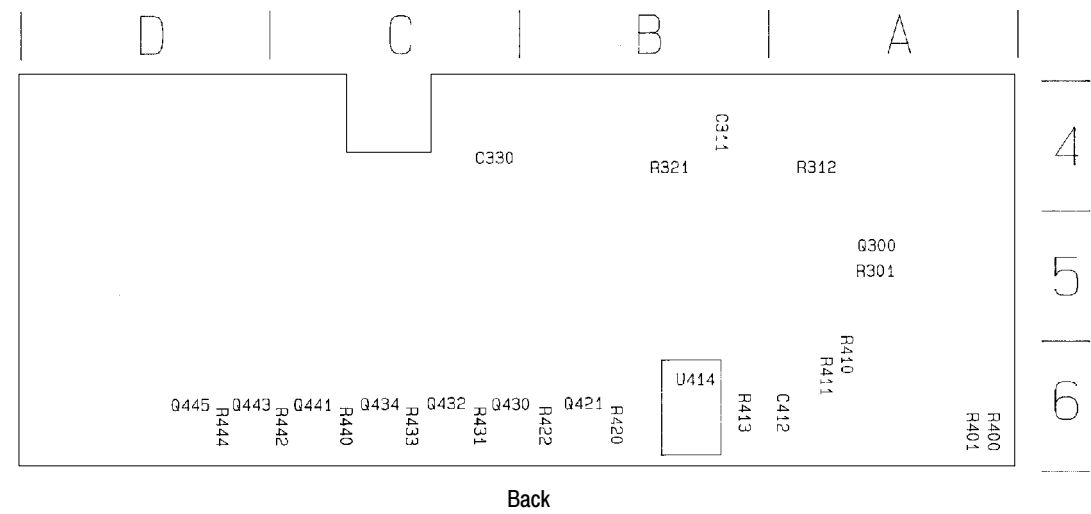 D C B A
4
C311
C330
R321
R312
Q300
5
R301
R410
R411
U414
6
Q445
R444
Q443
R442
Q441
R440
Q434
R433
Q432
R431
Q430
R422
Q421
R420
R413
C412
R401
R400
Back